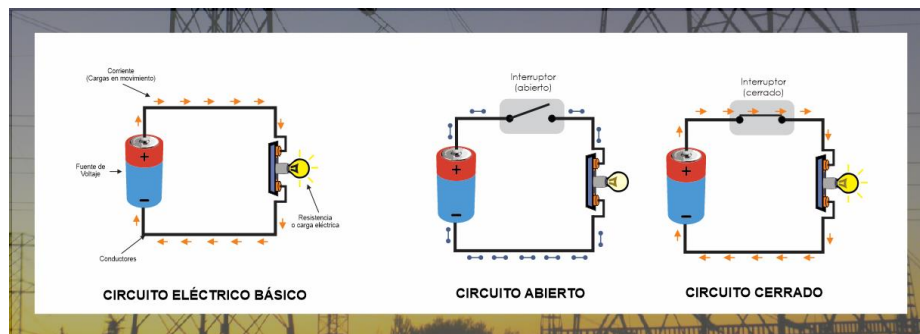 Corriente
(Cargas en movimiento)
Fuente de
Voltaje
+
−
Resistencia
o carga eléctrica
Conductores
CIRCUITO ELÉCTRICO BÁSICO
Interruptor
(abierto)
+
−
CIRCUITO ABIERTO
Interruptor
(cerrado)
+
−
CIRCUITO CERRADO